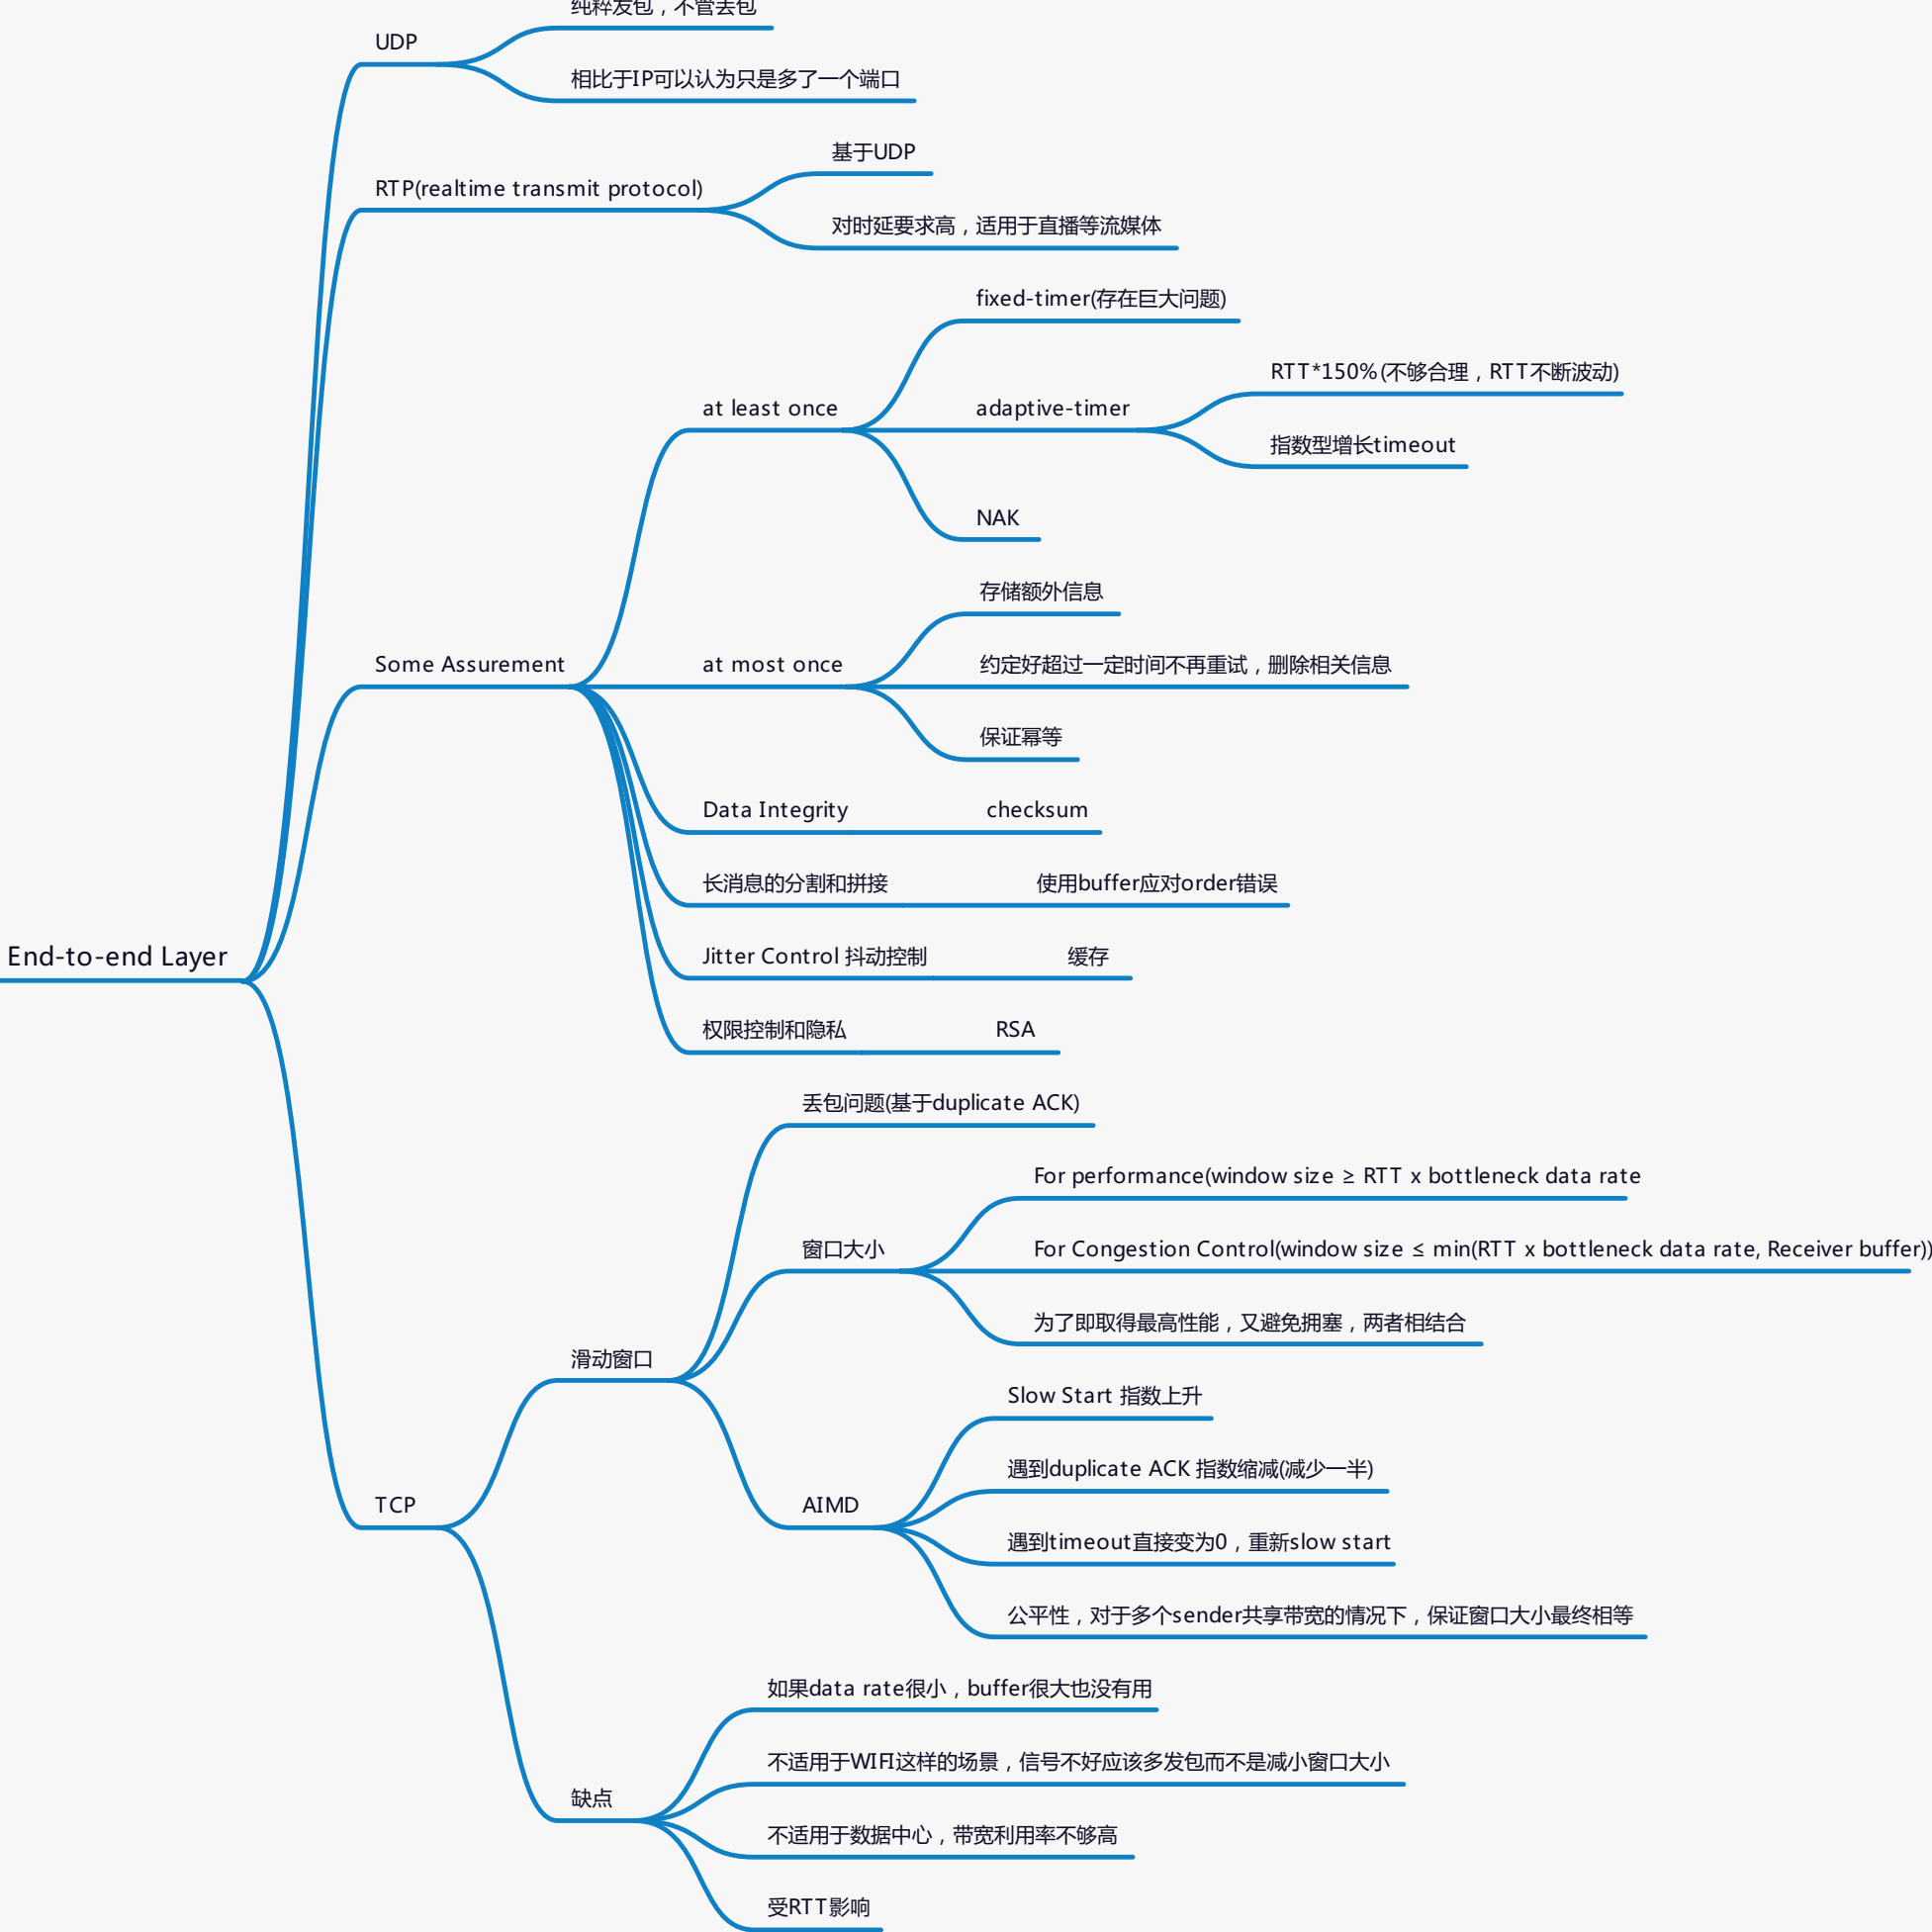 纯粹发包，不管丢包
UDP
相比于IP可以认为只是多了一个端口
基于UDP
RTP(realtime transmit protocol)
对时延要求高，适用于直播等流媒体
fixed-timer(存在巨大问题)
RTT*150%(不够合理，RTT不断波动)
at least once
adaptive-timer
指数型增长timeout
NAK
存储额外信息
Some Assurement
at most once
约定好超过一定时间不再重试，删除相关信息
保证幂等
Data Integrity
checksum
长消息的分割和拼接
使用buffer应对order错误
End-to-end Layer
Jitter Control 抖动控制
缓存
权限控制和隐私
RSA
丢包问题(基于duplicate ACK)
For performance(window size ≥ RTT x bottleneck data rate
窗口大小
For Congestion Control(window size ≤ min(RTT x bottleneck data rate, Receiver buffer))
为了即取得最高性能，又避免拥塞，两者相结合
滑动窗口
Slow Start 指数上升
遇到duplicate ACK 指数缩减(减少一半)
TCP
AIMD
遇到timeout直接变为0，重新slow start
公平性，对于多个sender共享带宽的情况下，保证窗口大小最终相等
如果data rate很小，buffer很大也没有用
不适用于WIFI这样的场景，信号不好应该多发包而不是减小窗口大小
缺点
不适用于数据中心，带宽利用率不够高
受RTT影响